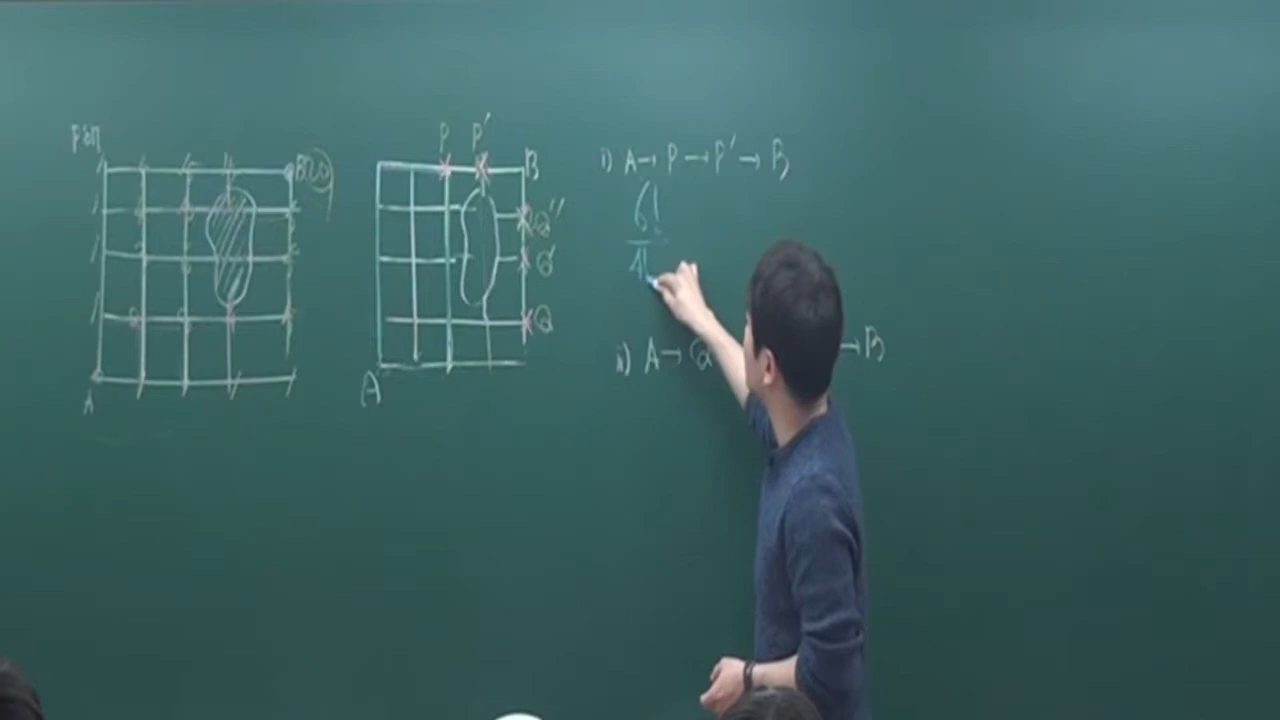 A
P P'
B
Q''
Q'
Q
A
i) A→P→P'→B
6!
4!
ii) A→Q →B